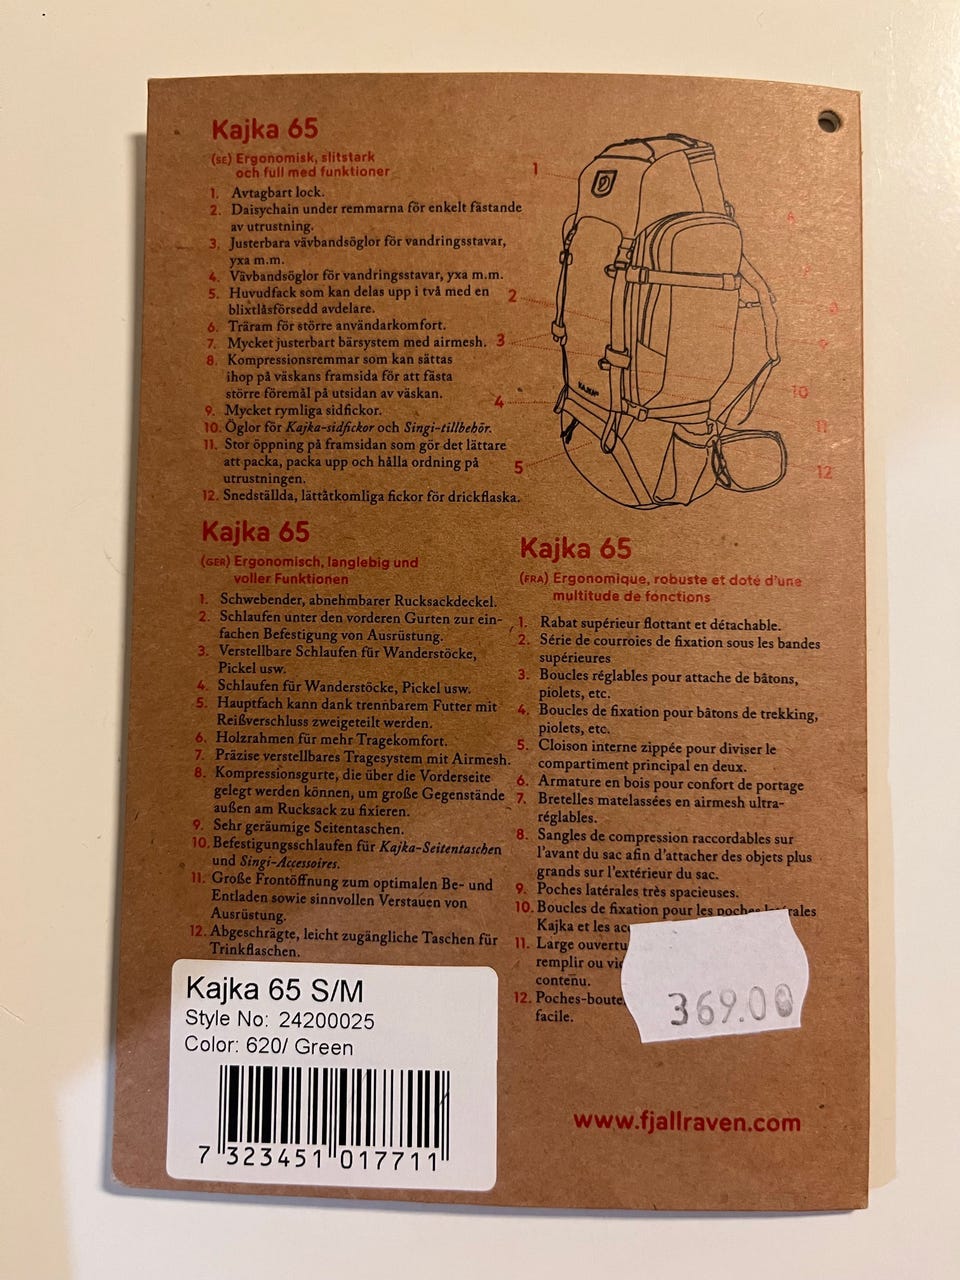 Kajka 65
(SE) Ergonomisk, slitstark
och full med funktioner
1. Avtagbart lock.
2. Daisychain under remmarna för enkelt fästande
av utrustning.
3. Justerbara vävbandsöglor för vandringsstavar,
yxa m.m.
4. Vävbandsöglor för vandringsstavar, yxa m.m.
5. Huvudfack som kan delas upp i två med en
blixtlåsförsedd avdelare.
6. Träram för större användarkomfort.
7. Mycket justerbart bärsystem med airmesh.
8. Kompressionsremmar som kan sättas
ihop på väskans framsida för att fästa
större föremål på utsidan av väskan.
9. Mycket rymliga sidfickor.
10. Öglor för Kajka-sidfickor och Singi-tillbehör.
11. Stor öppning på framsidan som gör det lättare
att packa, packa upp och hålla ordning på
utrustningen.
12. Snedställda, lättåtkomliga fickor för drickflaska.
1
2
3
4
5
8
10
11
12
KAJKA
Kajka 65
(GER) Ergonomisch, langlebig und
voller Funktionen
1. Schwebender, abnehmbarer Rucksackdeckel.
2. Schlaufen unter den vorderen Gurten zur ein-
fachen Befestigung von Ausrüstung.
3. Verstellbare Schlaufen für Wanderstöcke,
Pickel usw.
4. Schlaufen für Wanderstöcke, Pickel usw.
5. Hauptfach kann dank trennbarem Futter mit
Reißverschluss zweigeteilt werden.
6. Holzrahmen für mehr Tragekomfort.
7. Präzise verstellbares Tragesystem mit Airmesh.
8. Kompressionsgurte, die über die Vorderseite
gelegt werden können, um große Gegenstände
außen am Rucksack zu fixieren.
9. Sehr geräumige Seitentaschen.
10. Befestigungsschlaufen für Kajka-Seitentaschen
und Singi-Accessoires.
11. Große Frontöffnung zum optimalen Be- und
Entladen sowie sinnvollen Verstauen von
Ausrüstung.
12. Abgeschrägte, leicht zugängliche Taschen für
Trinkflaschen.
Kajka 65
(FRA) Ergonomique, robuste et doté d'une
multitude de fonctions
1. Rabat supérieur flottant et détachable.
2. Série de courroies de fixation sous les bandes
supérieures
3. Boucles réglables pour attache de bâtons,
piolets, etc.
4. Boucles de fixation pour bâtons de trekking,
piolets, etc.
5. Cloison interne zippée pour diviser le
compartiment principal en deux.
6. Armature en bois pour confort de portage
7. Bretelles matelassées en airmesh ultra-
réglables.
8. Sangles de compression raccordables sur
l'avant du sac afin d'attacher des objets plus
grands sur l'extérieur du sac.
9. Poches latérales très spacieuses.
10. Boucles de fixation pour les poches latérales
Kajka et les
11. Large
remplir ou
contenu.
12.
facile.
369.00
Kajka 65 S/M
Style No: 24200025
Color: 620/ Green
7 323451 017711
www.fjallraven.com